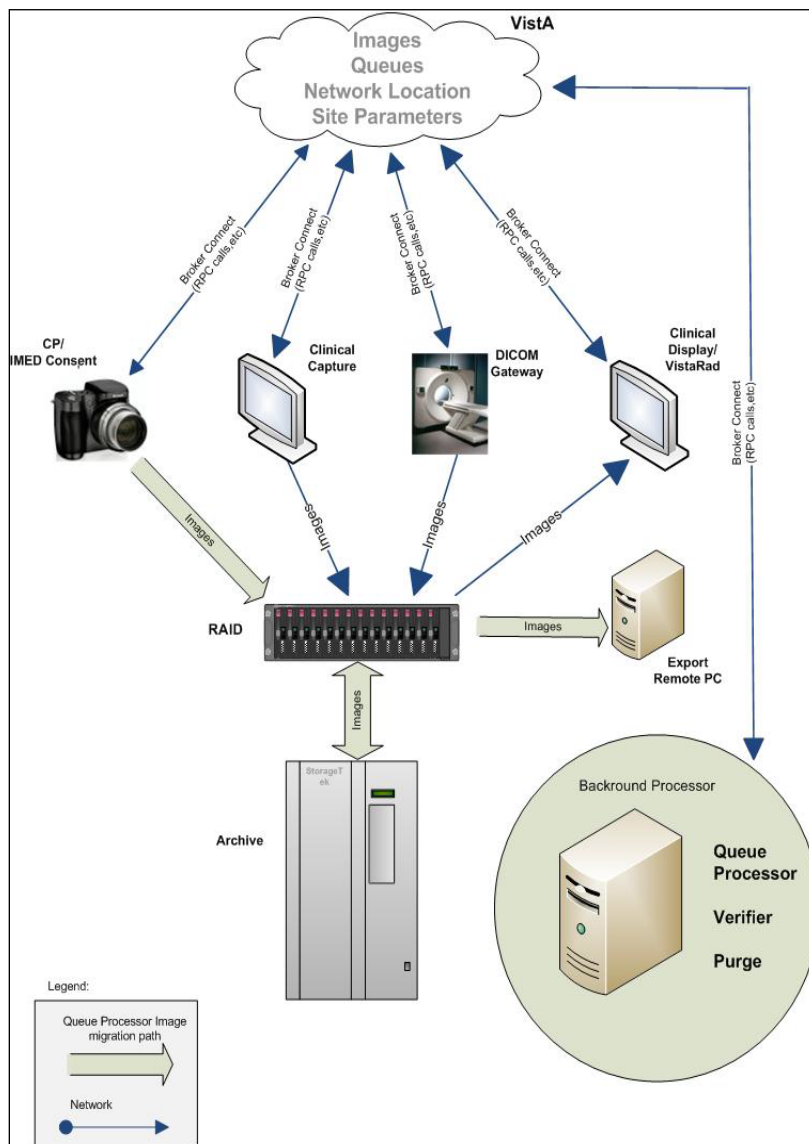 VistA
Images
Queues
Network Location
Site Parameters
Broker Connect
(RPC calls,etc)
Broker Connect
(RPC calls,etc)
Broker Connect
(RPC calls,etc)
Broker Connect
(RPC calls,etc)
Broker Connect
(RPC calls,etc)
CP/
IMED Consent
Clinical
Capture
DICOM
Gateway
Clinical
Display/
VistaRad
Images
Images
Images
Images
RAID
Images
Export
Remote PC
Images
StorageT
ek
Archive
Backround Processor
Queue
Processor
Verifier
Purge
Legend:
Queue Processor Image
migration path
Network